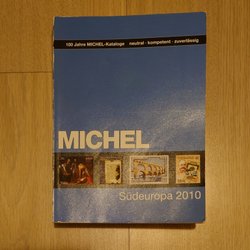 100 Jahre MICHEL-Kataloge neutral · kompetent · zuverlässig
MICHEL
Südeuropa 2010